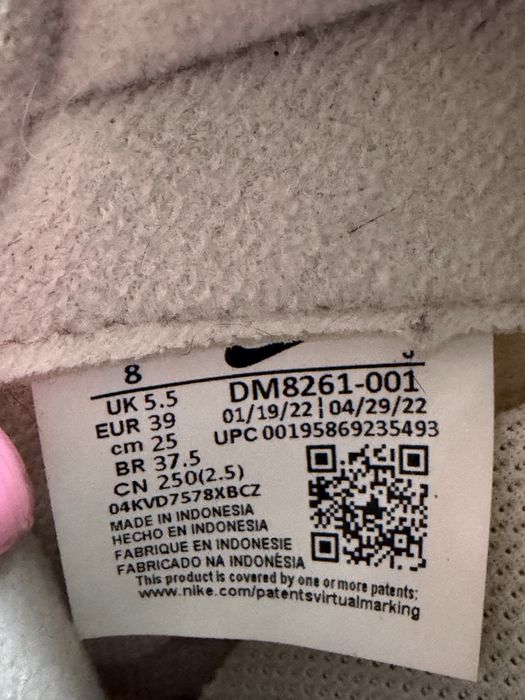 8
UK 5.5
EUR 39
cm 25
BR 37.5
CN 250(2.5)
04KVD7578XBCZ
DM8261-001
01/19/22 | 04/29/22
UPC 00195869235493
MADE IN INDONESIA
HECHO EN INDONESIA
FABRIQUE EN INDONESIE
FABRICADO NA INDONÉSIA
This product is covered by one or more patents:
www.nike.com/patentsvirtualmarking